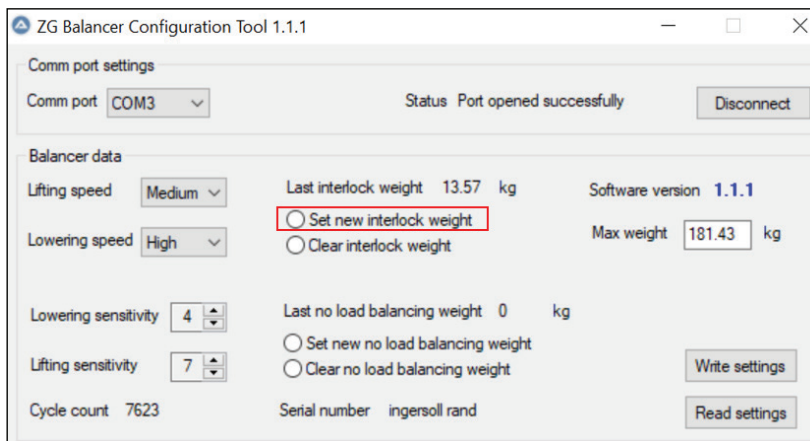 ZG Balancer Configuration Tool 1.1.1
Comm port settings
Comm port COM3 Status Port opened successfully Disconnect
Balancer data
Lifting speed Medium Last interlock weight 13.57 kg Software version 1.1.1
Set new interlock weight
Lowering speed High Clear interlock weight Max weight 181.43 kg
Lowering sensitivity 4 Last no load balancing weight 0 kg
Set new no load balancing weight
Lifting sensitivity 7 Clear no load balancing weight Write settings
Cycle count 7623 Serial number ingersoll rand Read settings